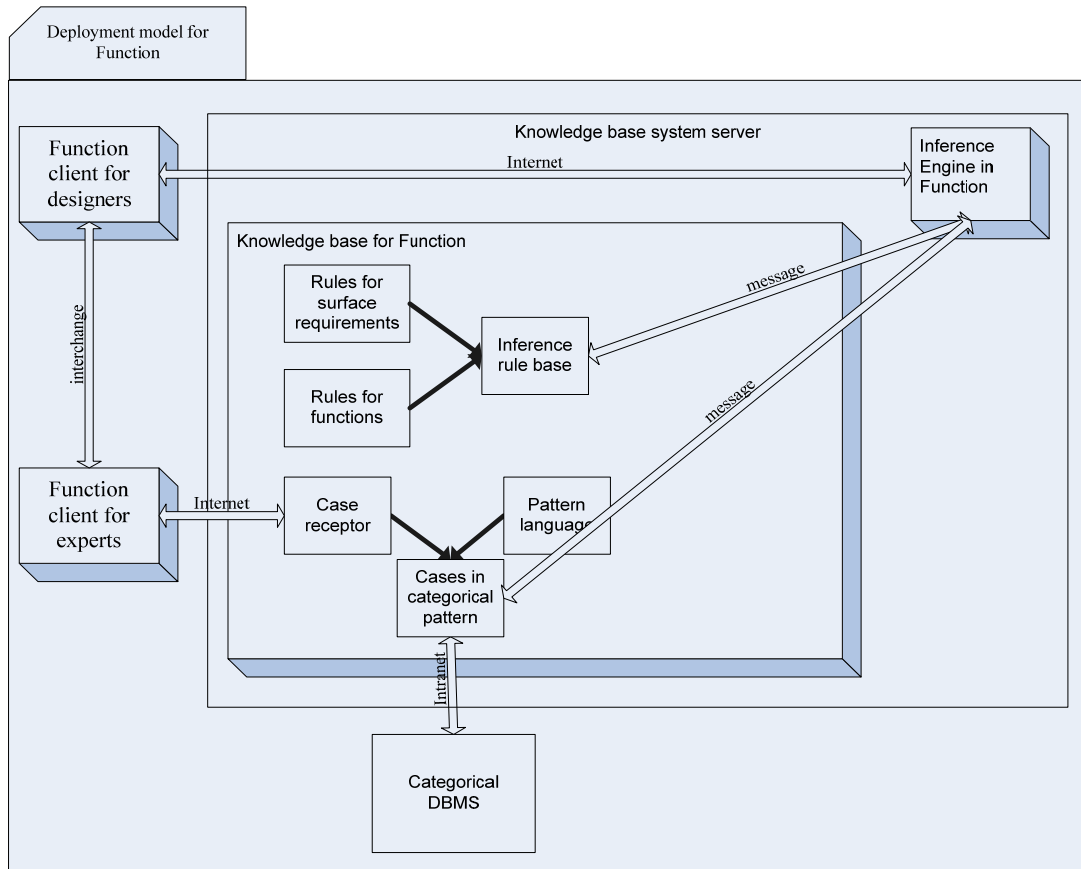 Deployment model for
Function
Knowledge base system server
Function
client for
designers
Internet
Inference
Engine in
Function
Knowledge base for Function
Rules for
surface
requirements
message
interchange
Inference
rule base
Rules for
functions
message
Function
client for
experts
Internet
Case
receptor
Pattern
language
Cases in
categorical
pattern
Intranet
Categorical
DBMS